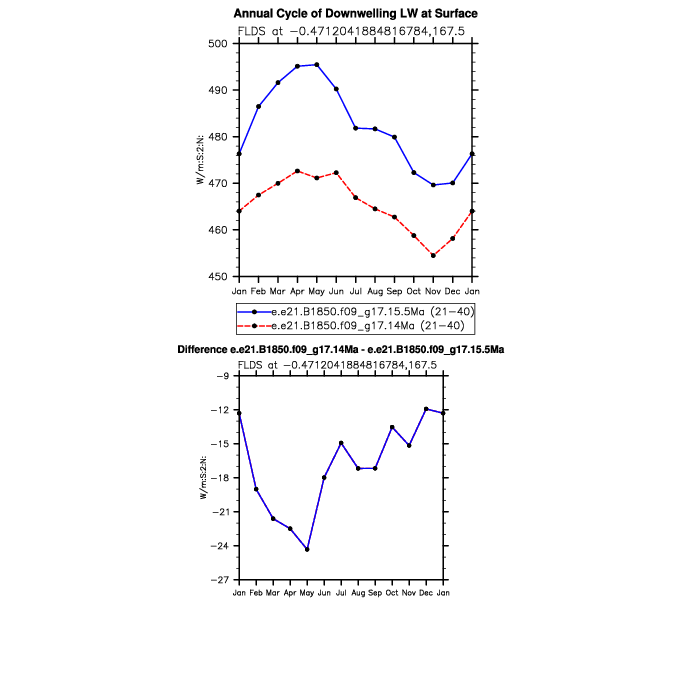 Annual Cycle of Downwelling LW at Surface
FLDS at −0.4712041884816784,167.5
500
490
480
470
460
450
W/m:S:2:N:
Jan Feb Mar Apr May Jun Jul Aug Sep Oct Nov Dec Jan
e.e21.B1850.f09_g17.15.5Ma (21−40)
e.e21.B1850.f09_g17.14Ma (21−40)
Difference e.e21.B1850.f09_g17.14Ma - e.e21.B1850.f09_g17.15.5Ma
FLDS at −0.4712041884816784,167.5
−9
−12
−15
−18
−21
−24
−27
W/m:S:2:N:
Jan Feb Mar Apr May Jun Jul Aug Sep Oct Nov Dec Jan